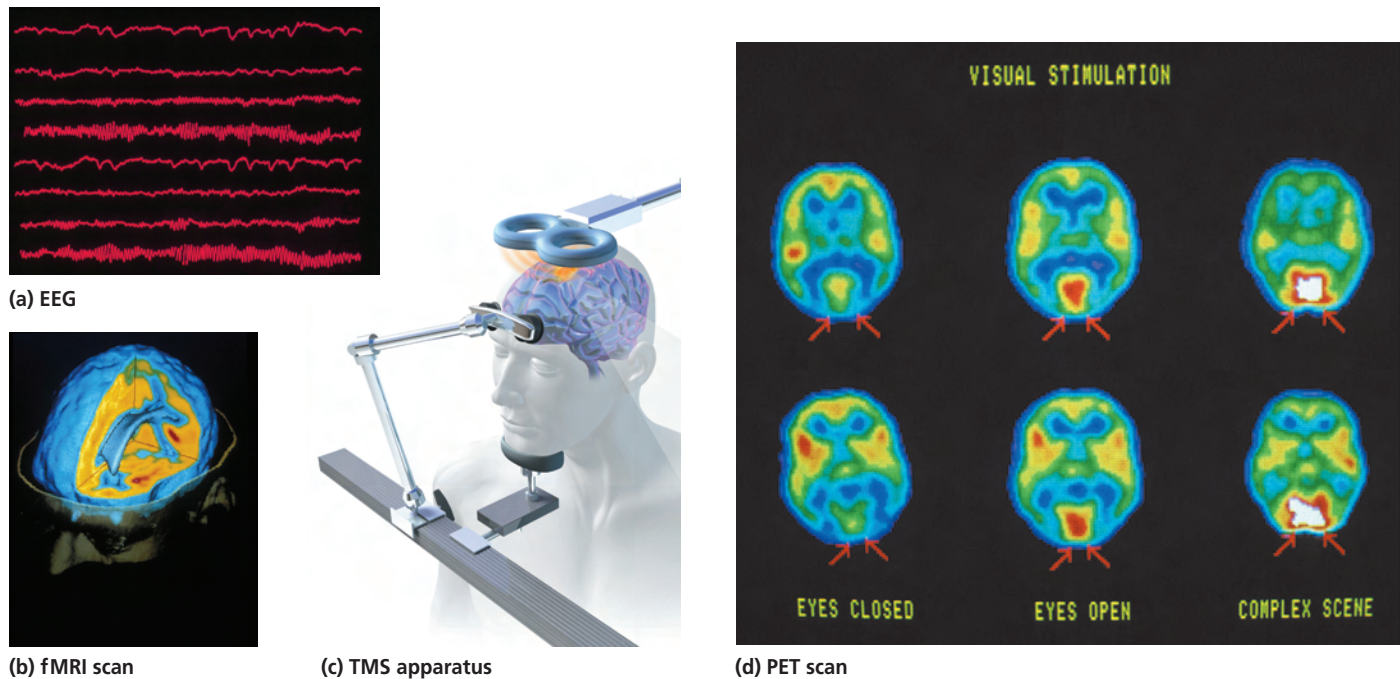 (a) EEG
(b) fMRI scan
(c) TMS apparatus
VISUAL STIMULATION
EYES CLOSED
EYES OPEN
COMPLEX SCENE
(d) PET scan